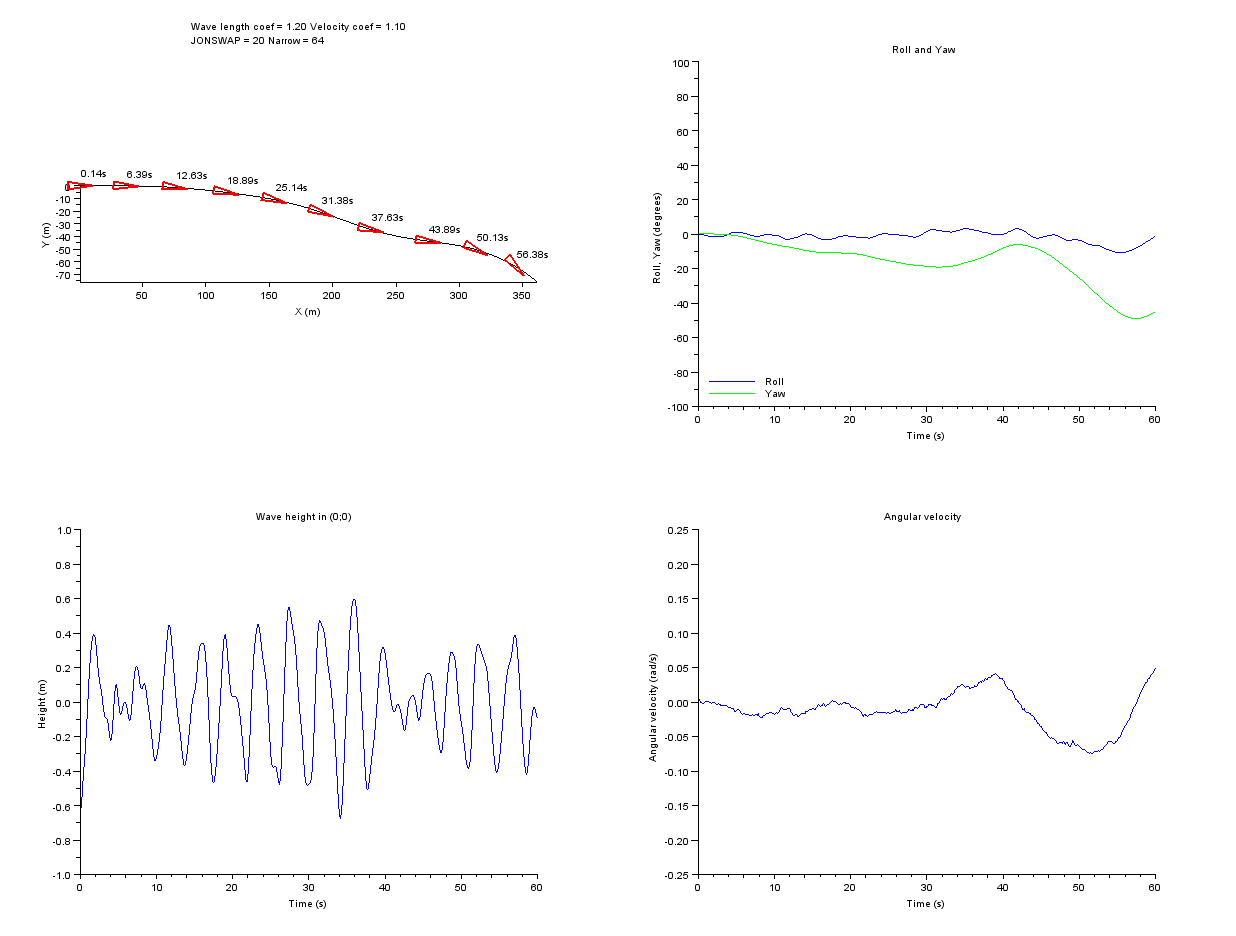 Wave length coef = 1.20 Velocity coef = 1.10
JONSWAP = 20 Narrow = 64
0.14s 6.39s 12.63s 18.89s 25.14s 31.38s 37.63s 43.89s 50.13s 56.38s
0
-10
-20
-30
-40
-50
-60
-70
Y (m)
50 100 150 200 250 300 350
X (m)
Roll and Yaw
100
80
60
40
20
0
-20
-40
-60
-80
-100
Roll, Yaw (degrees)
Roll
Yaw
0 10 20 30 40 50 60
Time (s)
Wave height in (0;0)
1.0
0.8
0.6
0.4
0.2
0.0
-0.2
-0.4
-0.6
-0.8
-1.0
Height (m)
0 10 20 30 40 50 60
Time (s)
Angular velocity
0.25
0.20
0.15
0.10
0.05
0.00
-0.05
-0.10
-0.15
-0.20
-0.25
Angular velocity (rad/s)
0 10 20 30 40 50 60
Time (s)